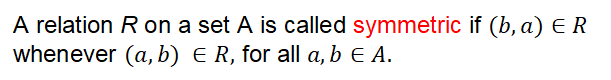 A relation R on a set A is called symmetric if (b, a) ∈ R
whenever (a, b) ∈ R, for all a, b ∈ A.